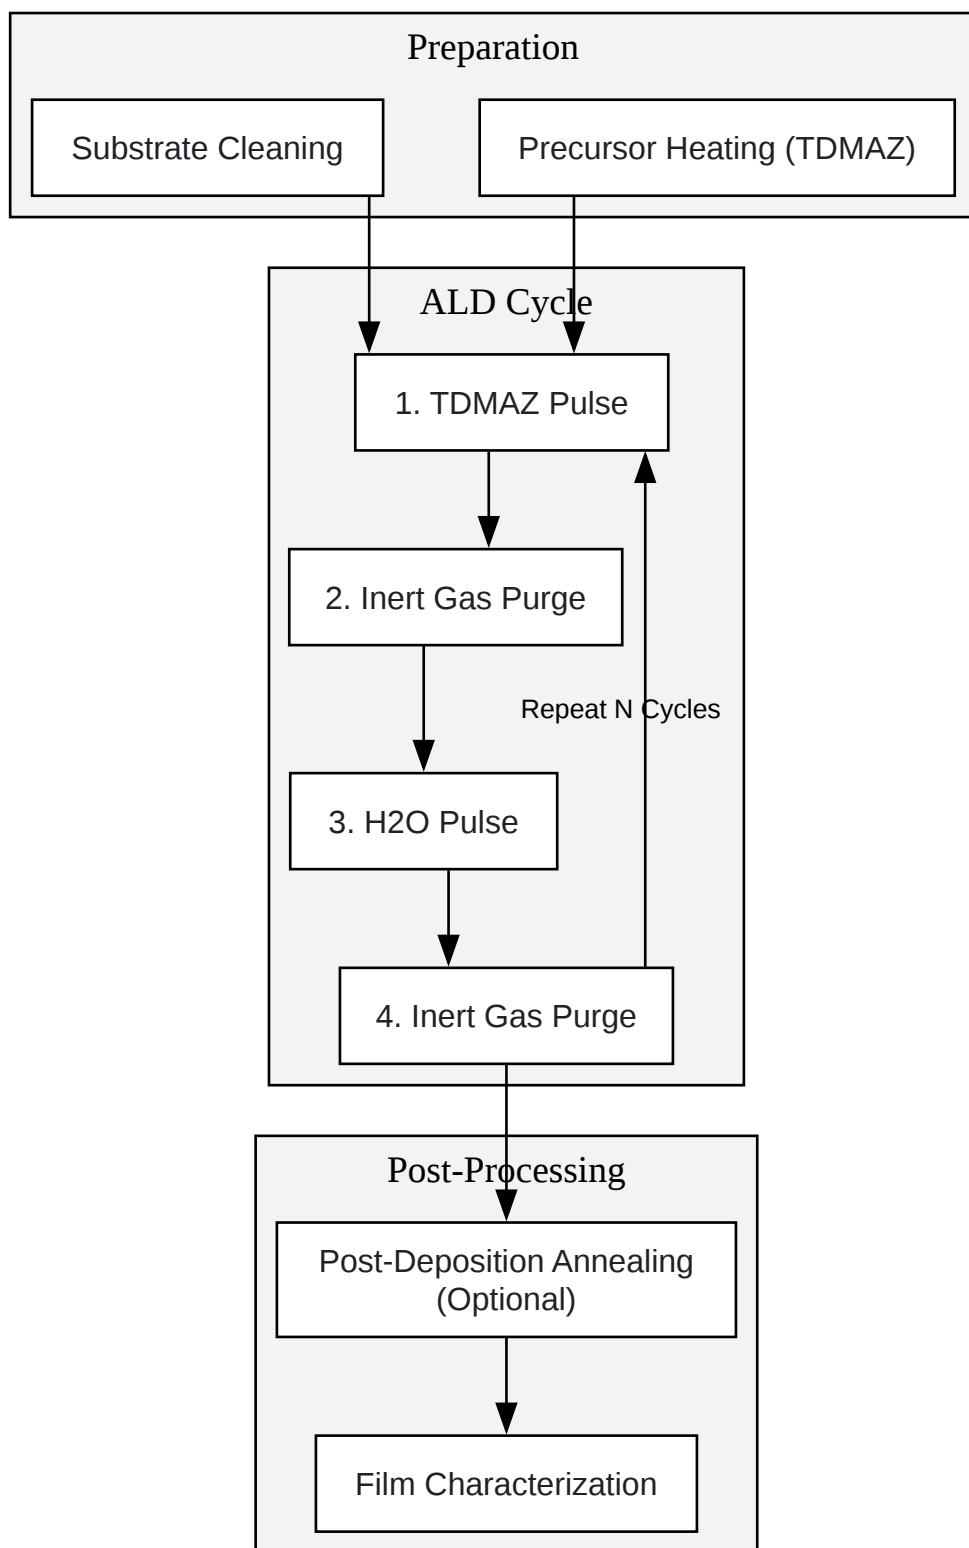 Preparation
Substrate Cleaning
Precursor Heating (TDMAZ)
ALD Cycle
1. TDMAZ Pulse
2. Inert Gas Purge
Repeat N Cycles
3. H2O Pulse
4. Inert Gas Purge
Post-Processing
Post-Deposition Annealing
(Optional)
Film Characterization